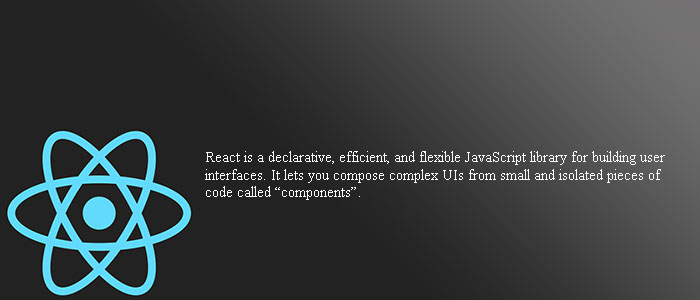 React is a declarative, efficient, and flexible JavaScript library for building user
interfaces. It lets you compose complex UIs from small and isolated pieces of
code called “components”.